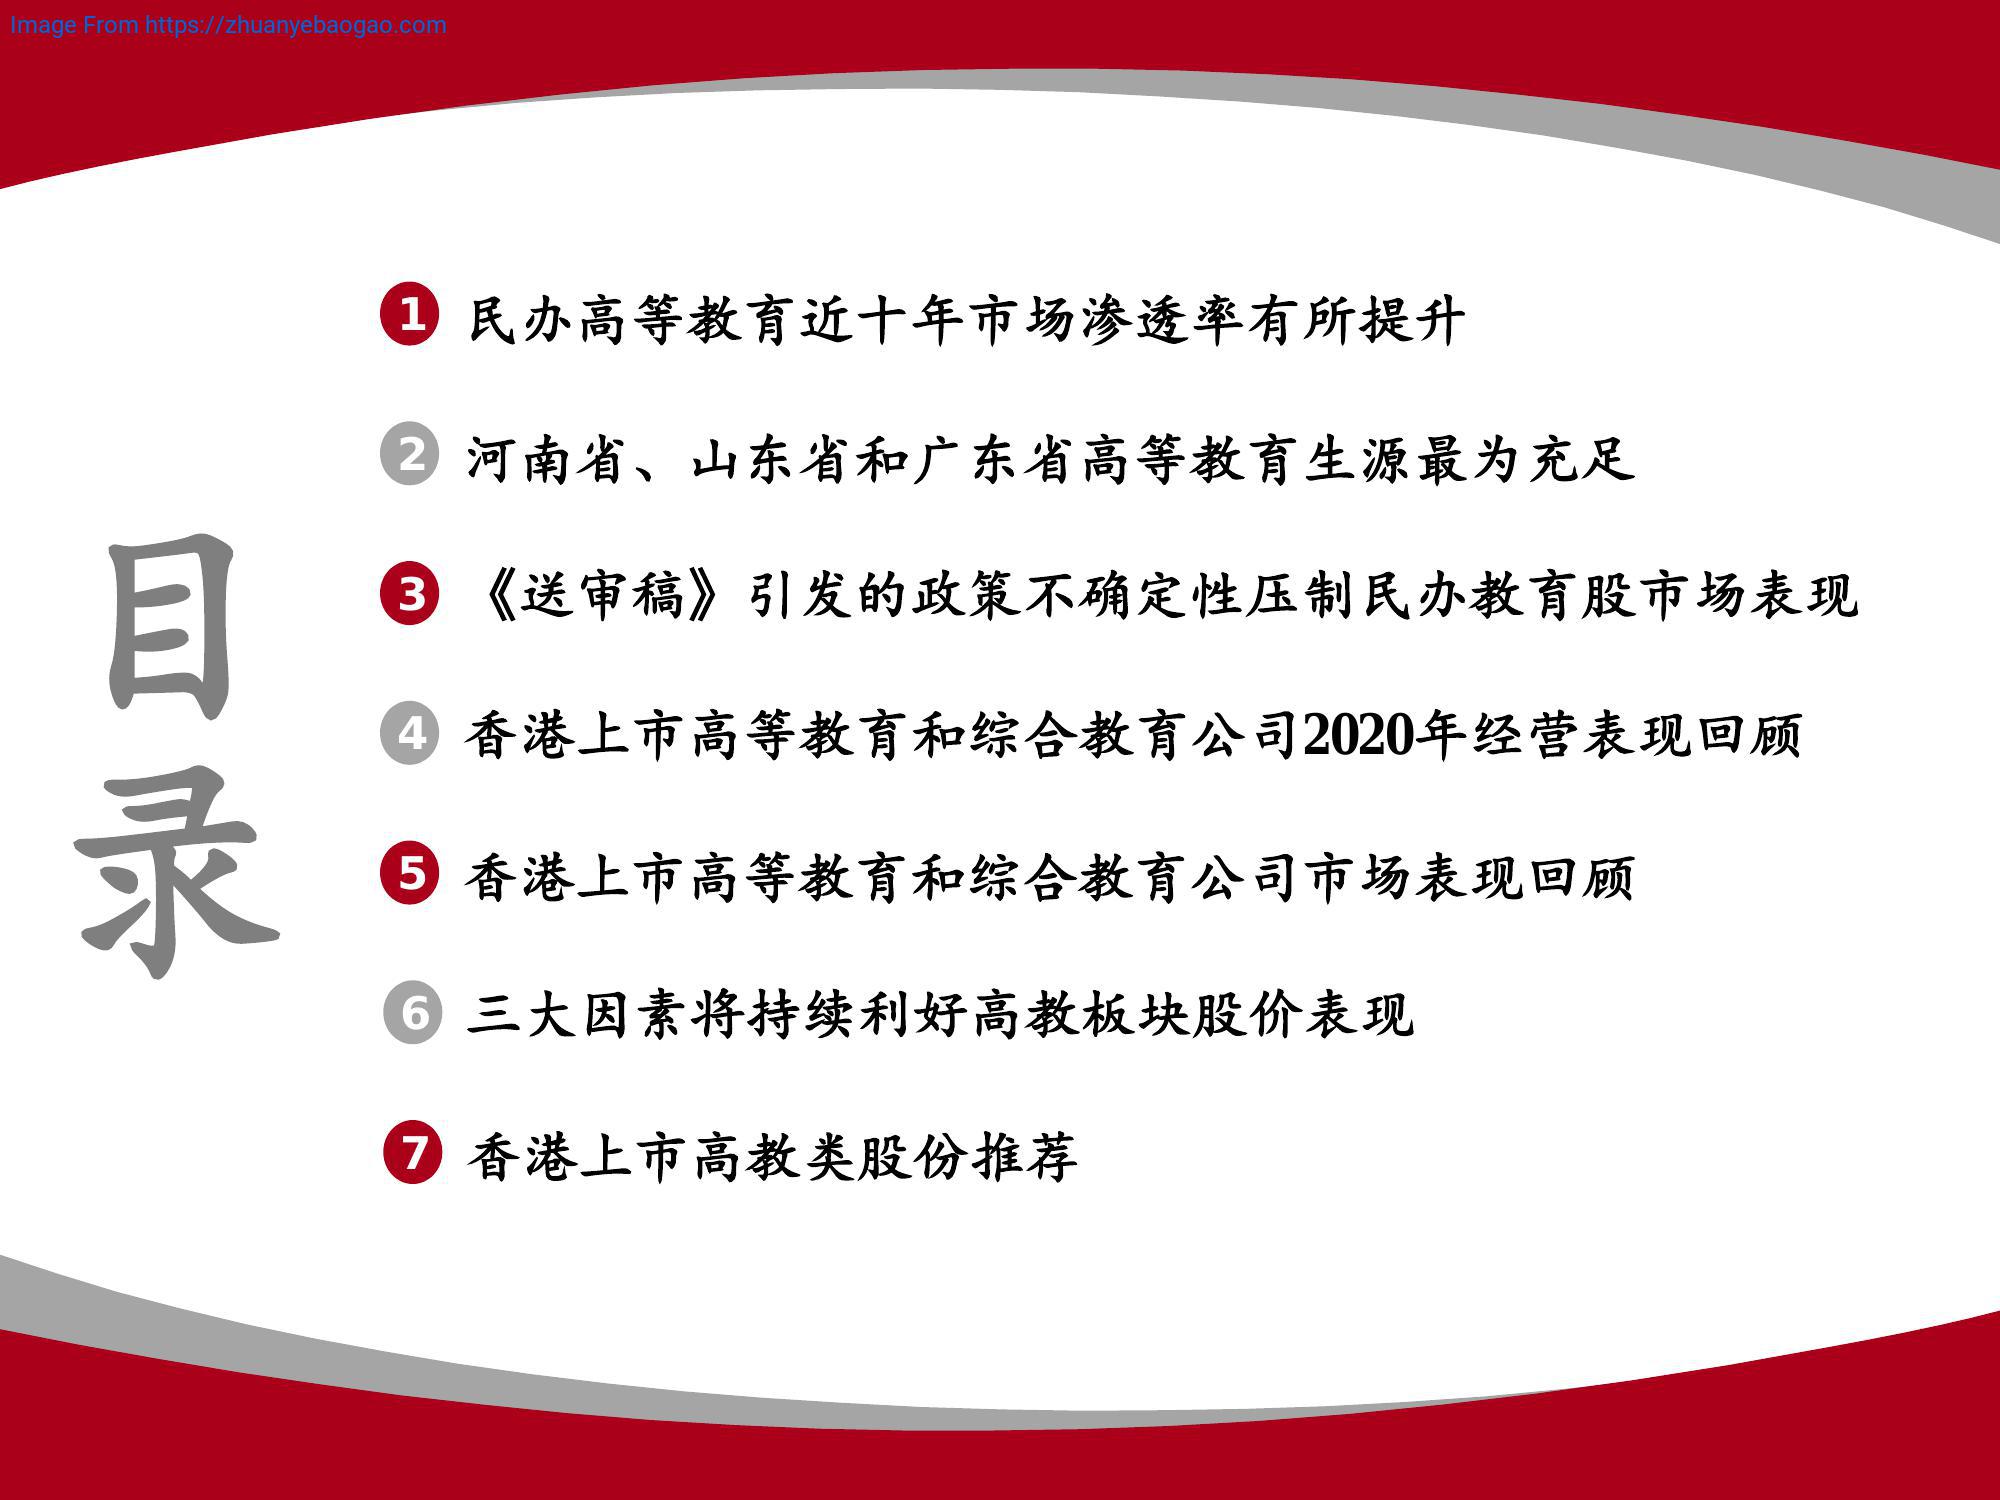 Image From https://zhuanyebaogao.com
目录
1 民办高等教育近十年市场渗透率有所提升
2 河南省、山东省和广东省高等教育生源最为充足
3 《送审稿》引发的政策不确定性压制民办教育股市场表现
4 香港上市高等教育和综合教育公司2020年经营表现回顾
5 香港上市高等教育和综合教育公司市场表现回顾
6 三大因素将持续利好高教板块股价表现
7 香港上市高教类股份推荐